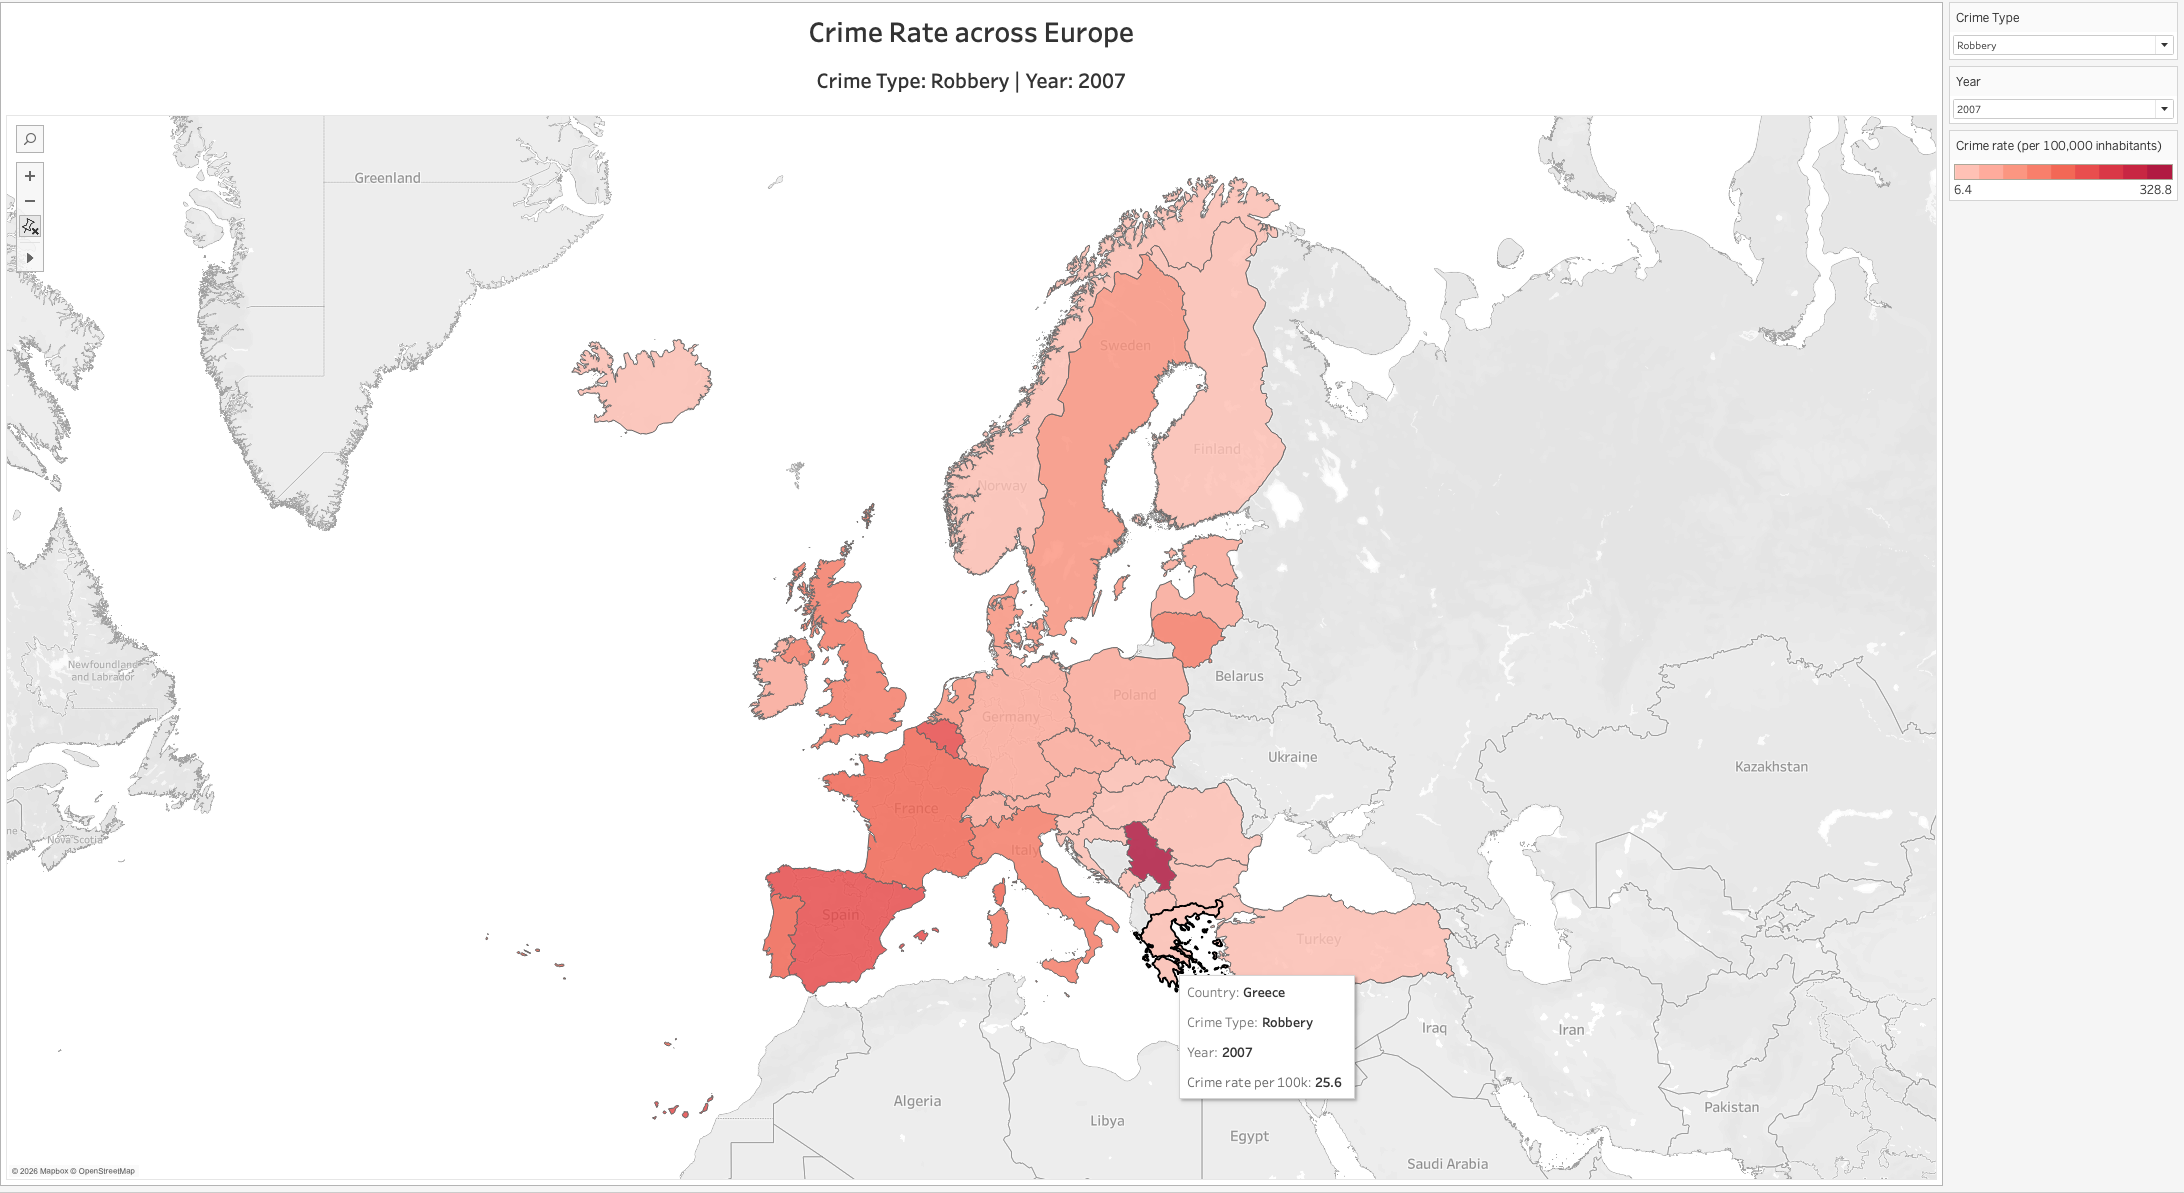 Crime Rate across Europe
Crime Type: Robbery | Year: 2007
Crime Type
Robbery
Year
2007
Crime rate (per 100,000 inhabitants)
6.4 328.8
Greenland
Sweden
Finland
Norway
Newfoundland
and Labrador
Belarus
Poland
Germany
Ukraine
Kazakhstan
France
ne
Nova Scotia
Italy
Spain
Turkey
Country: Greece
Crime Type: Robbery
Year: 2007
Crime rate per 100k: 25.6
Iraq
Iran
Algeria
Libya
Pakistan
Egypt
Saudi Arabia
© 2026 Mapbox © OpenStreetMap